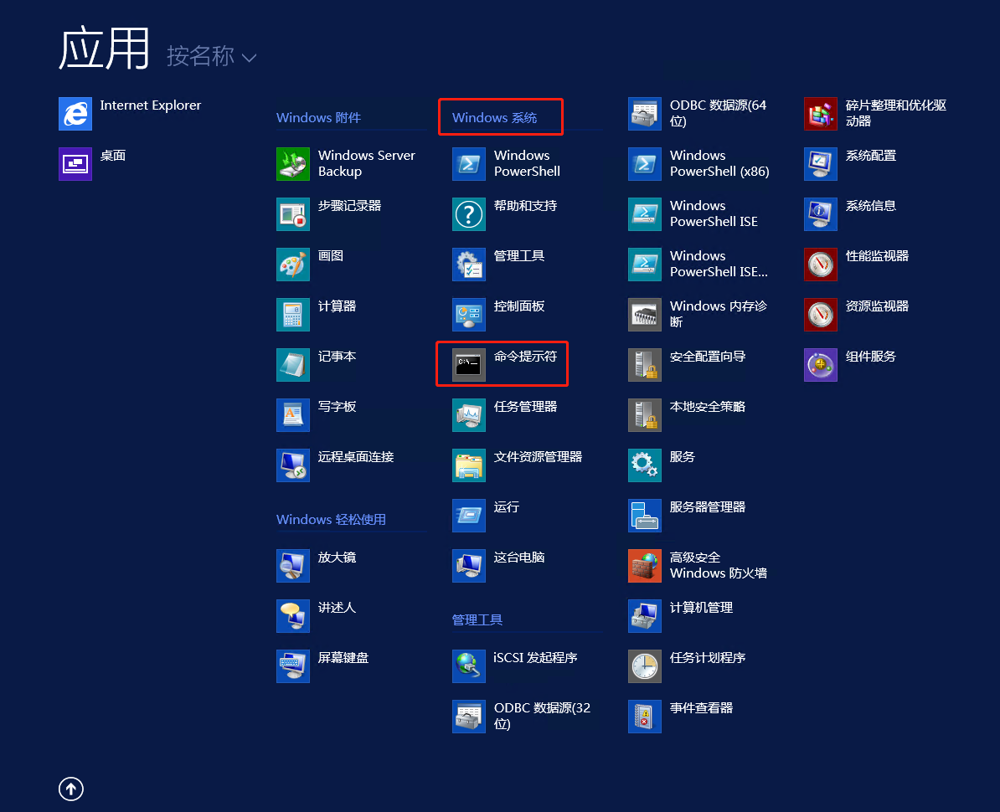 应用 按名称
Internet Explorer
桌面
Windows 附件
Windows Server
Backup
步骤记录器
画图
计算器
记事本
写字板
远程桌面连接
Windows 轻松使用
放大镜
讲述人
屏幕键盘
Windows 系统
Windows
PowerShell
帮助和支持
管理工具
控制面板
命令提示符
任务管理器
文件资源管理器
运行
这台电脑
管理工具
iSCSI 发起程序
ODBC 数据源(32
位)
ODBC 数据源(64
位)
Windows
PowerShell (x86)
Windows
PowerShell ISE
Windows
PowerShell ISE...
Windows 内存诊
断
安全配置向导
本地安全策略
服务
服务器管理器
高级安全
Windows 防火墙
计算机管理
任务计划程序
事件查看器
碎片整理和优化驱
动器
系统配置
系统信息
性能监视器
资源监视器
组件服务